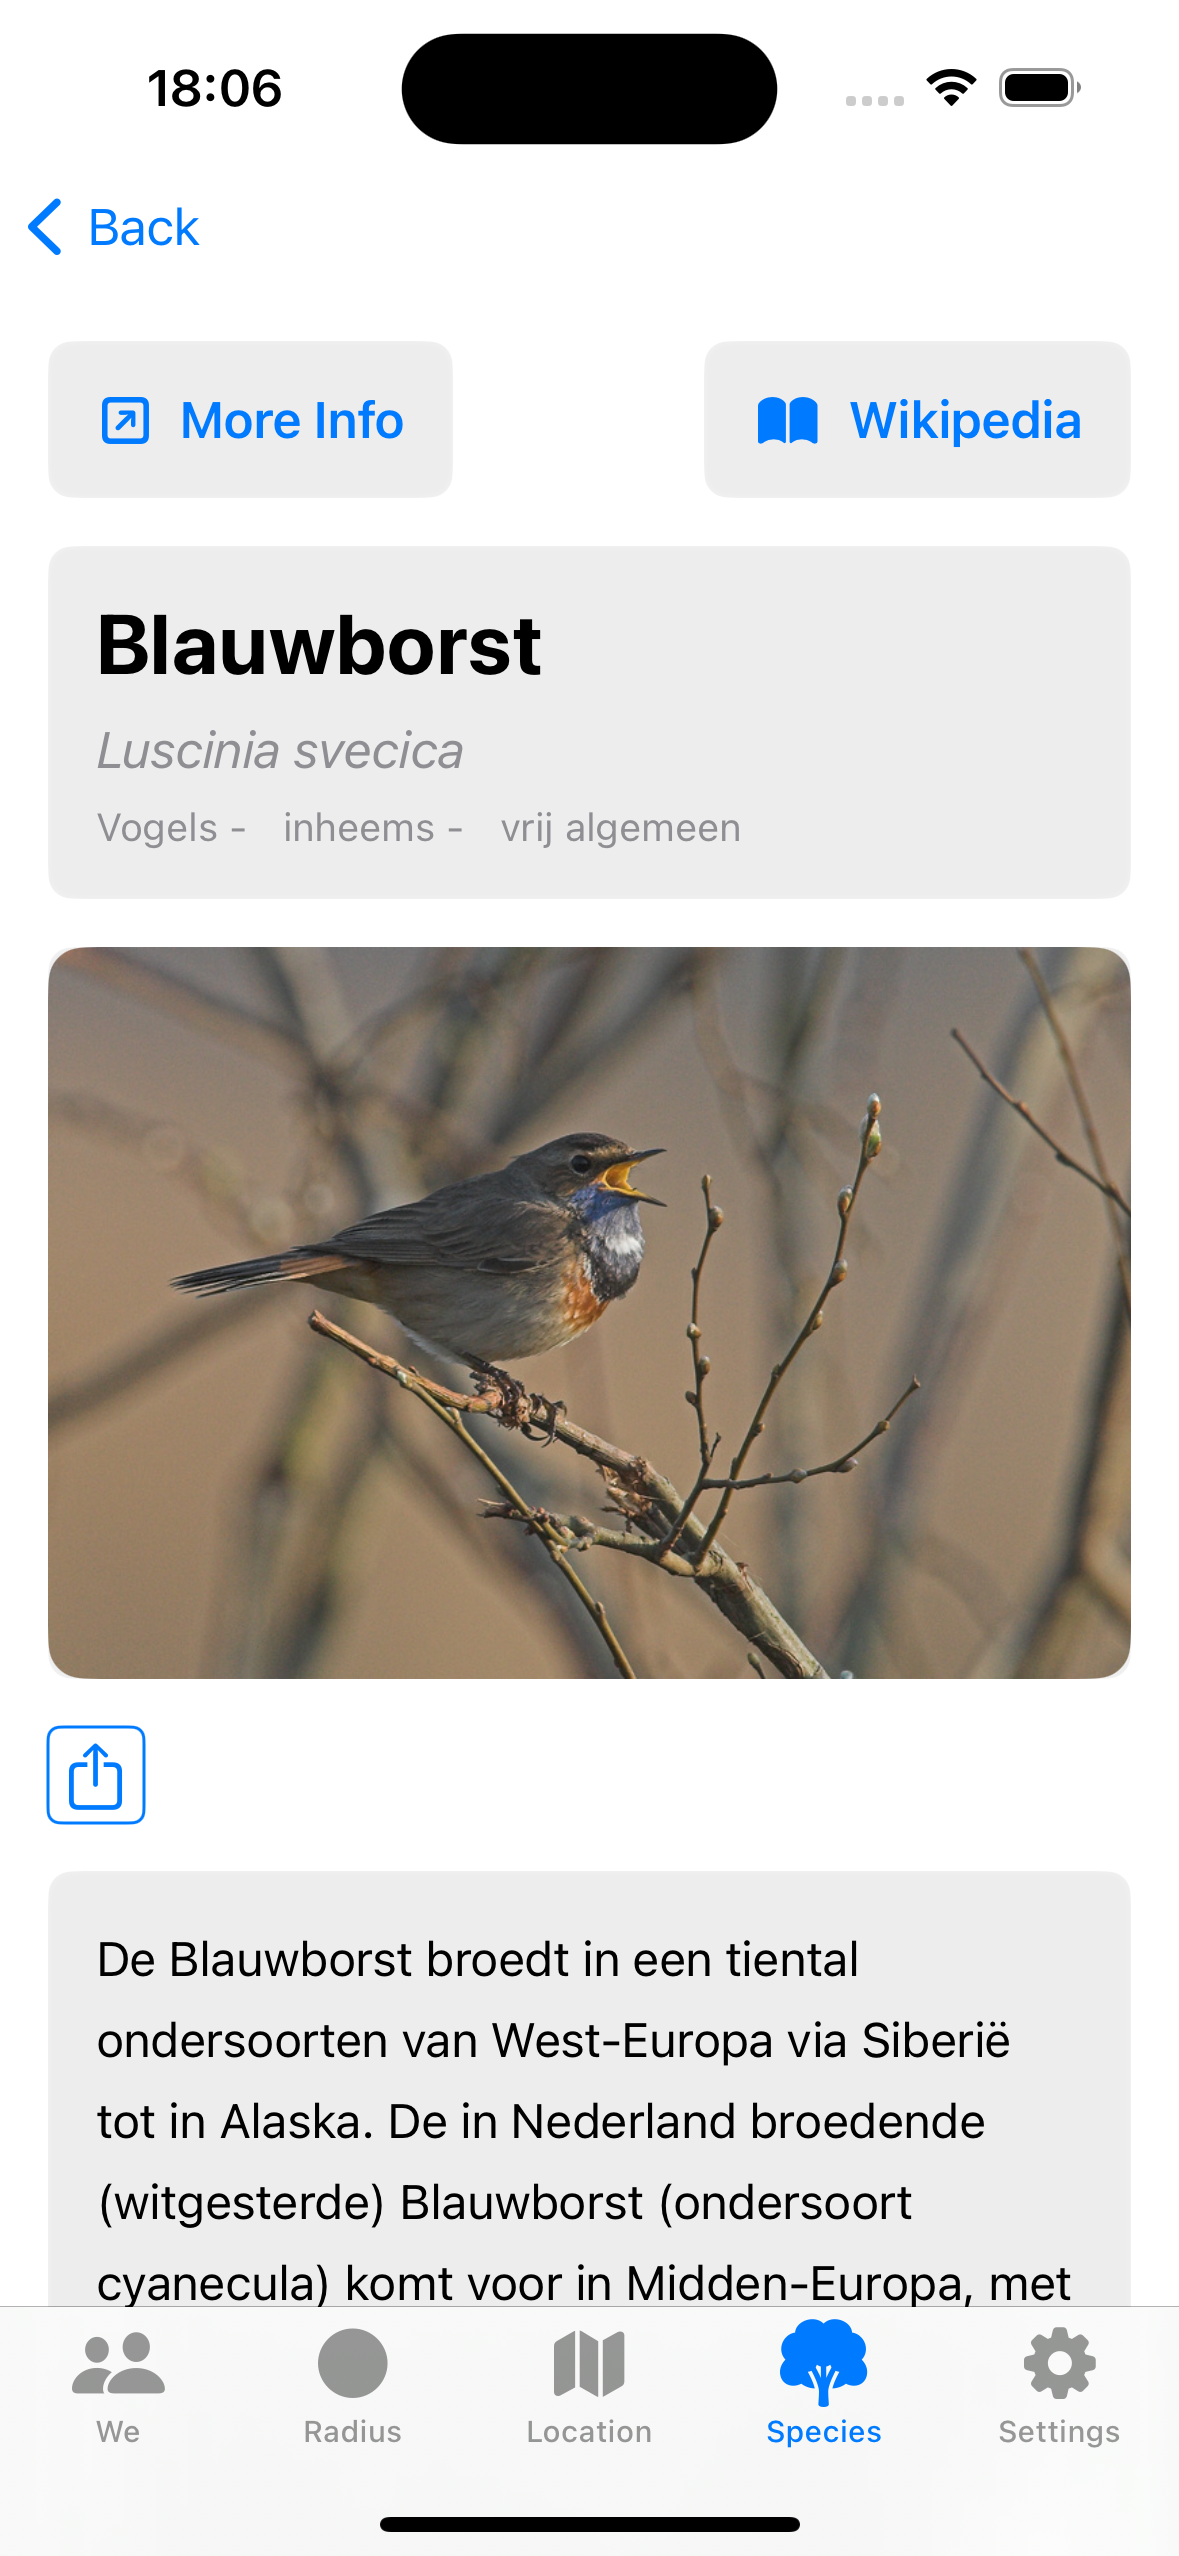 18:06
Back
More Info
Wikipedia
Blauwborst
Luscinia svecica
Vogels - inheems - vrij algemeen
De Blauwborst broedt in een tiental
ondersoorten van West-Europa via Siberië
tot in Alaska. De in Nederland broedende
(witgesterde) Blauwborst (ondersoort
cyanecula) komt voor in Midden-Europa, met
We
Radius
Location
Species
Settings